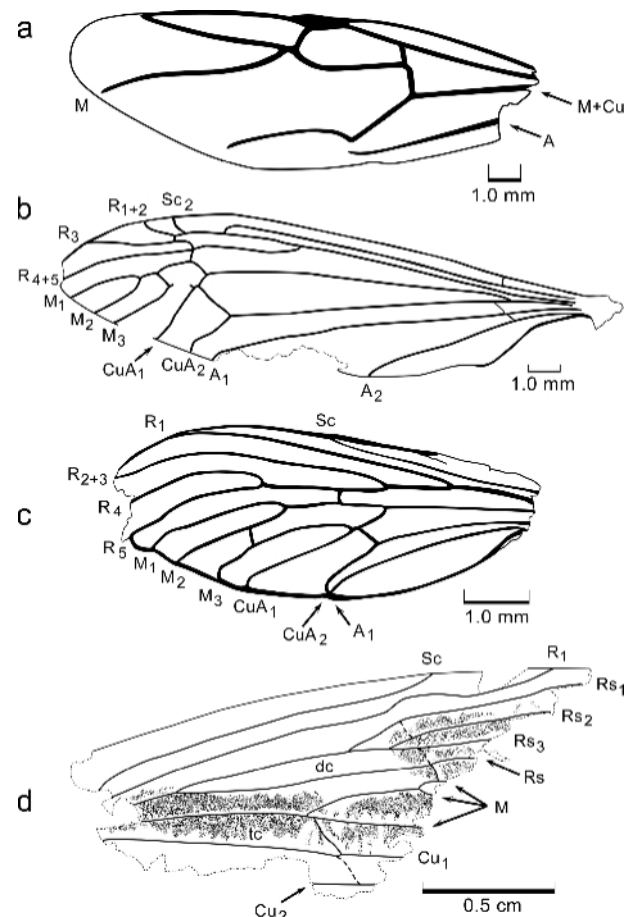 a
M
M+Cu
A
1.0 mm
b
R1+2
Sc2
R3
R4+5
M1
M2
M3
CuA1
CuA2
A1
A2
1.0 mm
c
R1
Sc
R2+3
R4
R5
M1
M2
M3
CuA1
CuA2
A1
1.0 mm
d
Sc
R1
Rs1
Rs2
Rs3
Rs
dc
M
tc
Cu1
Cu2
0.5 cm